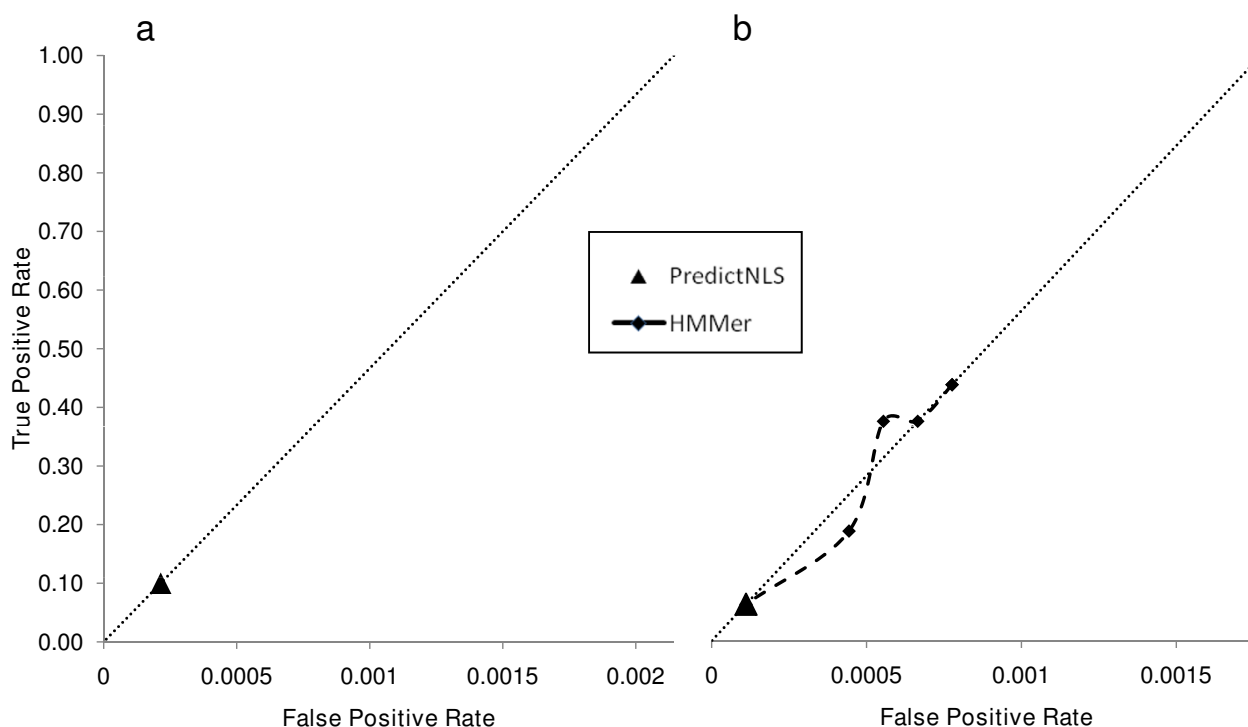 a
b
1.00
0.90
0.80
0.70
0.60
0.50
0.40
0.30
0.20
0.10
0.00
True Positive Rate
PredictNLS
HMMer
0 0.0005 0.001 0.0015 0.002
0 0.0005 0.001 0.0015
False Positive Rate
False Positive Rate